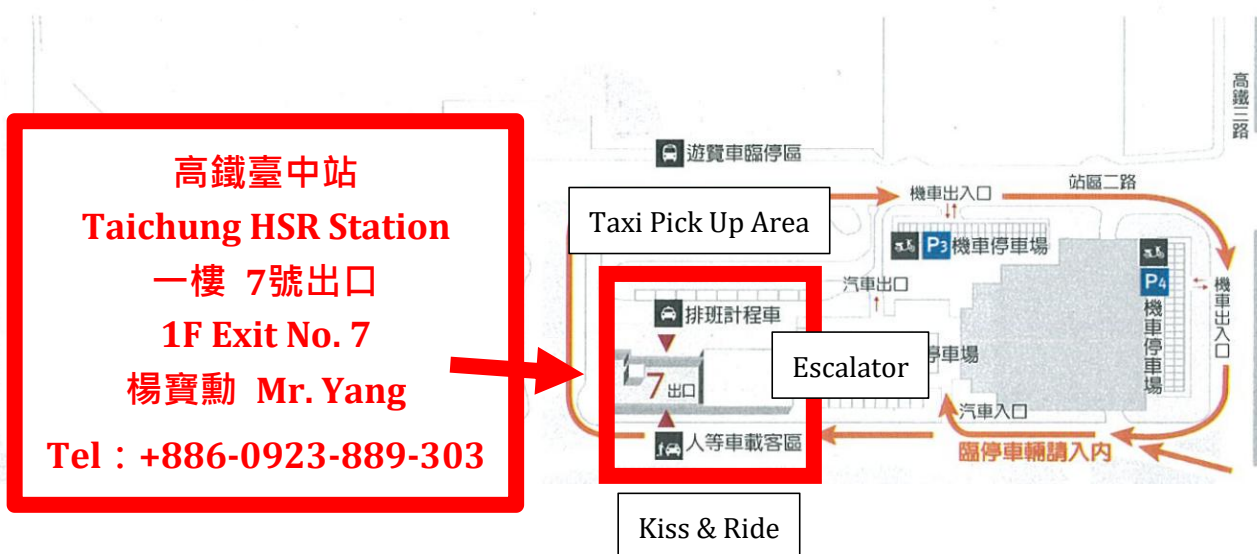 高鐵臺中站
Taichung HSR Station
一樓 7號出口
1F Exit No. 7
楊寶勳 Mr. Yang
Tel：+886-0923-889-303
高鐵三路
遊覽車臨停區
站區二路
機車出入口
Taxi Pick Up Area
P3 機車停車場
P4
機車停車場
機車出入口
汽車出口
排班計程車
Escalator
停車場
7 出口
汽車入口
人等車載客區
臨停車輛請入內
Kiss & Ride